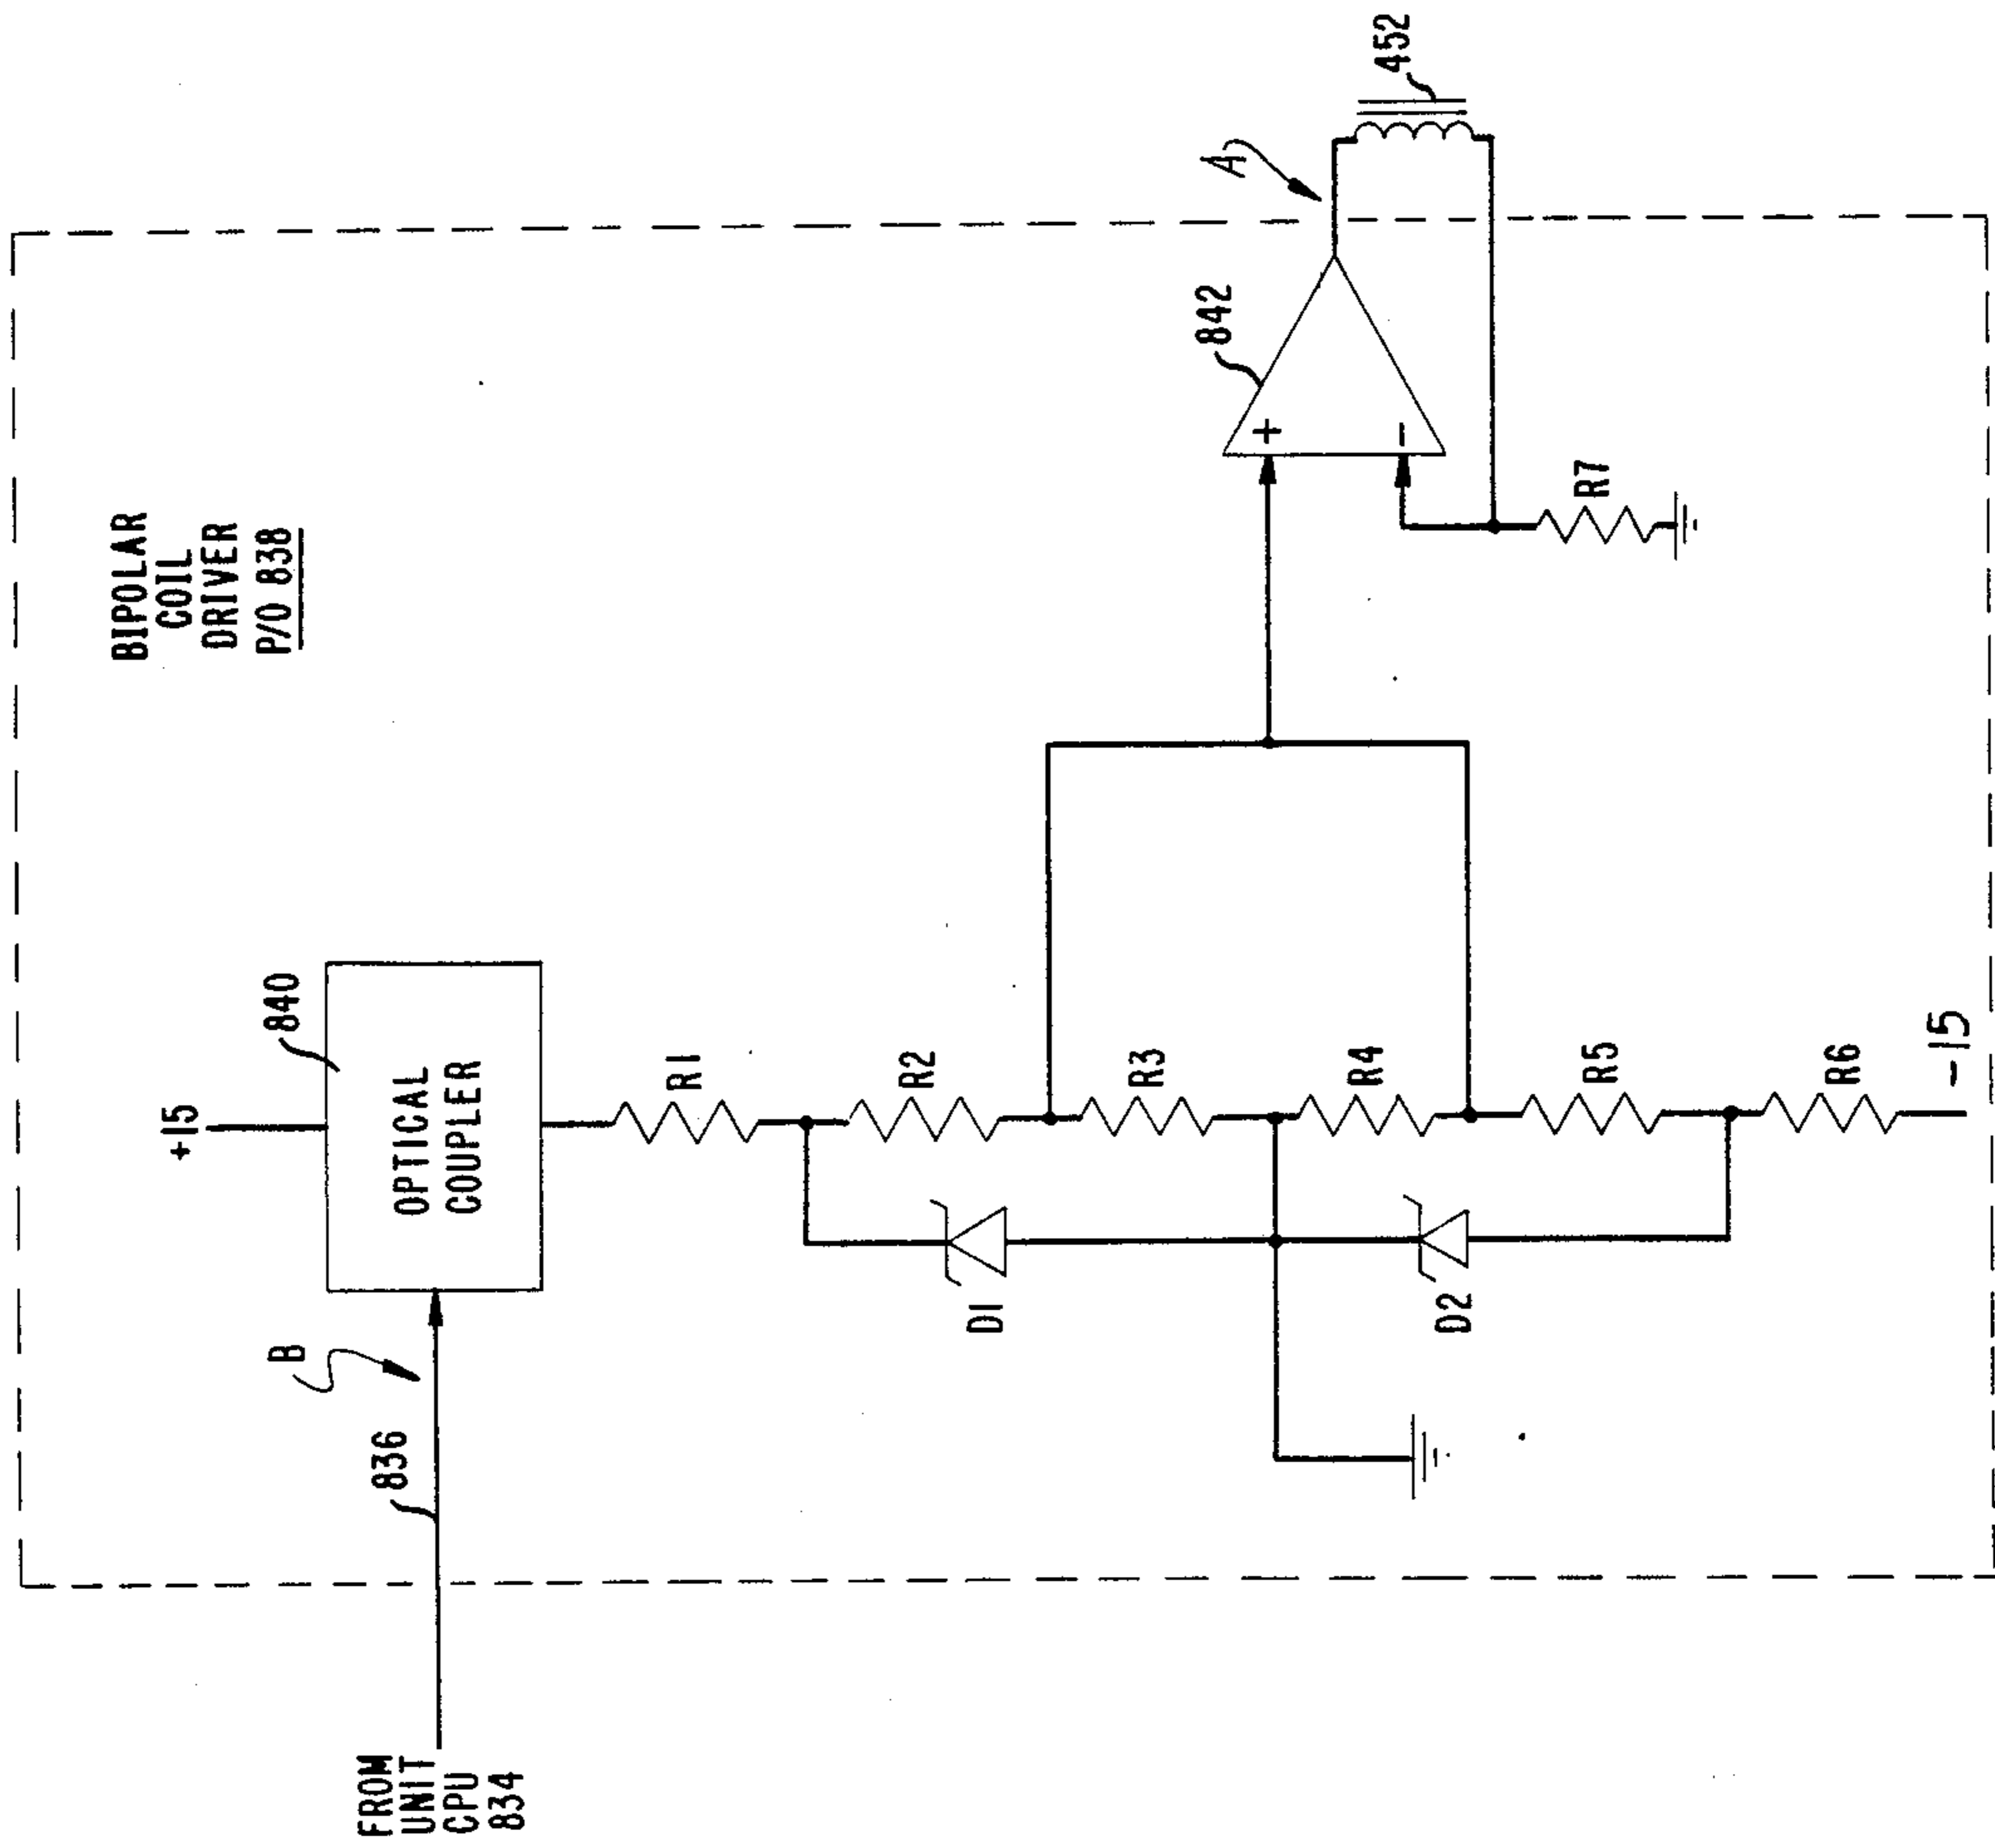 BIPOLAR
COIL
DRIVER
P/O 838
+15
840
OPTICAL
COUPLER
B
836
FROM
UNIT
CPU
834
R1
R2
R3
R4
R5
R6
-15
D1
D2
842
+
-
R7
A
452